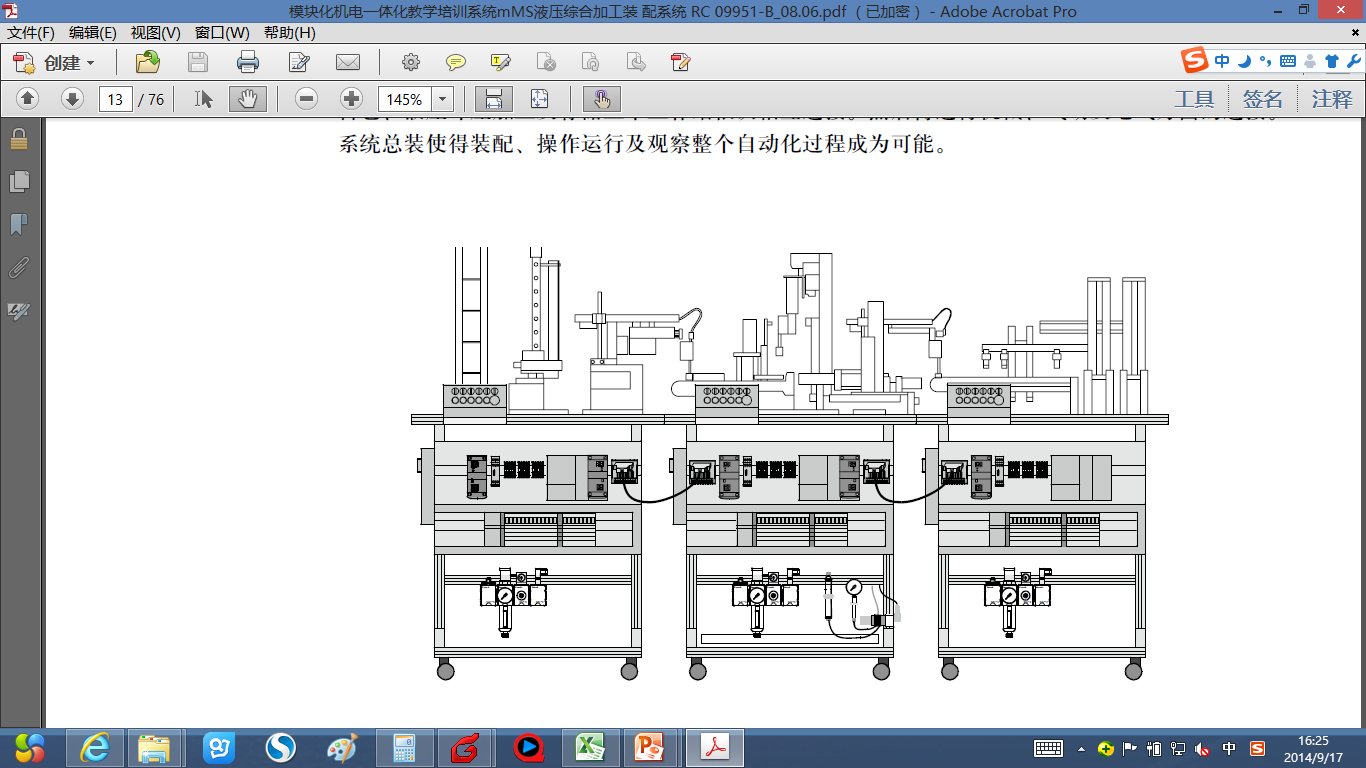 模块化机电一体化教学培训系统mMS液压综合加工装 配系统 RC 09951-B_08.06.pdf （已加密） - Adobe Acrobat Pro
文件(F) 编辑(E) 视图(V) 窗口(W) 帮助(H)
创建
中
13 / 76
145%
工具 签名 注释
系统总装使得装配、操作运行及观察整个自动化过程成为可能。
中
16:25
2014/9/17